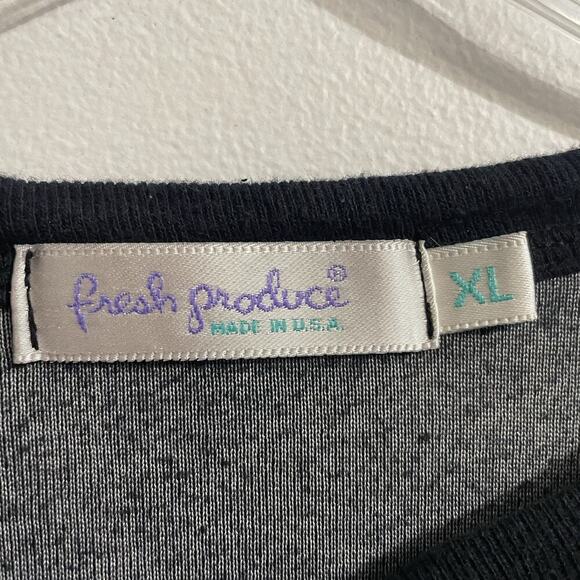 fresh produce®
MADE IN U.S.A.
XL